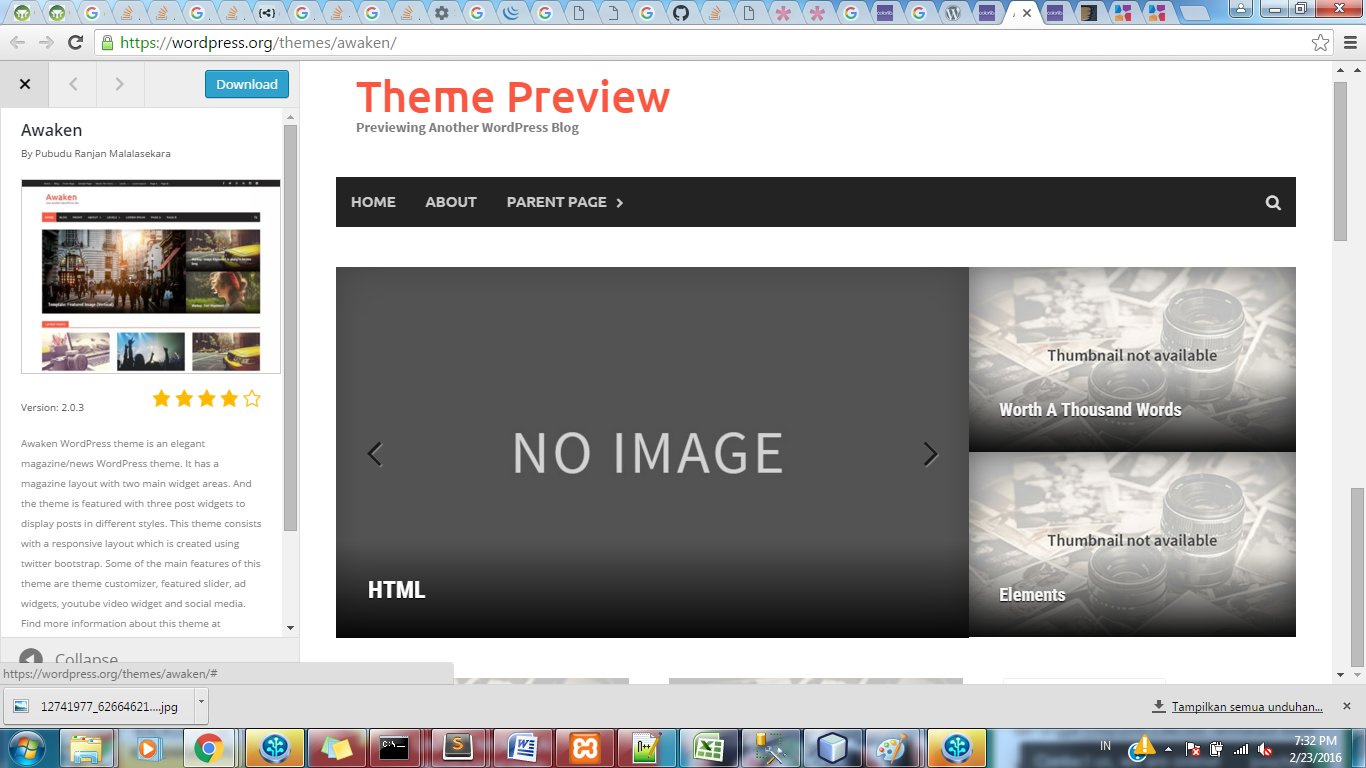 https://wordpress.org/themes/awaken/
Download
Awaken
By Pubudu Ranjan Malalasekara
Awaken
Version: 2.0.3
Awaken WordPress theme is an elegant
magazine/news WordPress theme. It has a
magazine layout with two main widget areas. And
the theme is featured with three post widgets to
display posts in different styles. This theme consists
with a responsive layout which is created using
twitter bootstrap. Some of the main features of this
theme are theme customizer, featured slider, ad
widgets, youtube video widget and social media.
Find more information about this theme at
Collapse
https://wordpress.org/themes/awaken/#
Theme Preview
Previewing Another WordPress Blog
HOME ABOUT PARENT PAGE
NO IMAGE
HTML
Thumbnail not available
Worth A Thousand Words
Thumbnail not available
Elements
12741977_62664621....jpg
Tampilkan semua unduhan...
IN
7:32 PM
2/23/2016